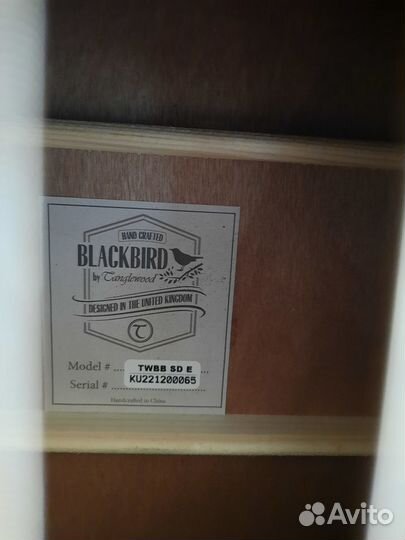 HAND CRAFTED
BLACKBIRD
by Tanglewood
DESIGNED IN THE UNITED KINGDOM
T
Model # TWBB SD E
Serial # KU221200065
Handcrafted in China
Avito